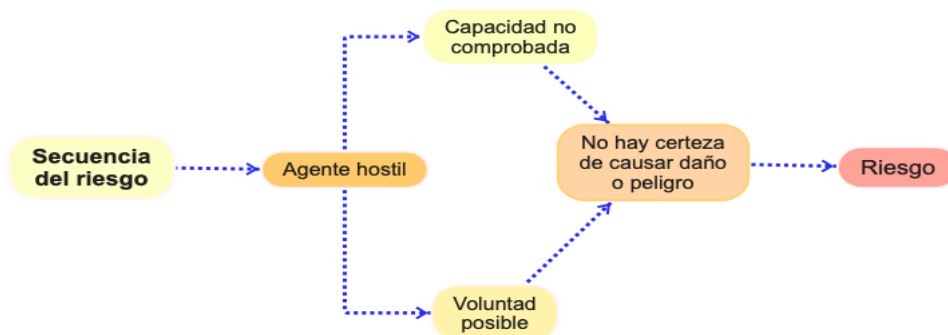 Secuencia
del riesgo
Agente hostil
Capacidad no
comprobada
Voluntad
posible
No hay certeza
de causar daño
o peligro
Riesgo